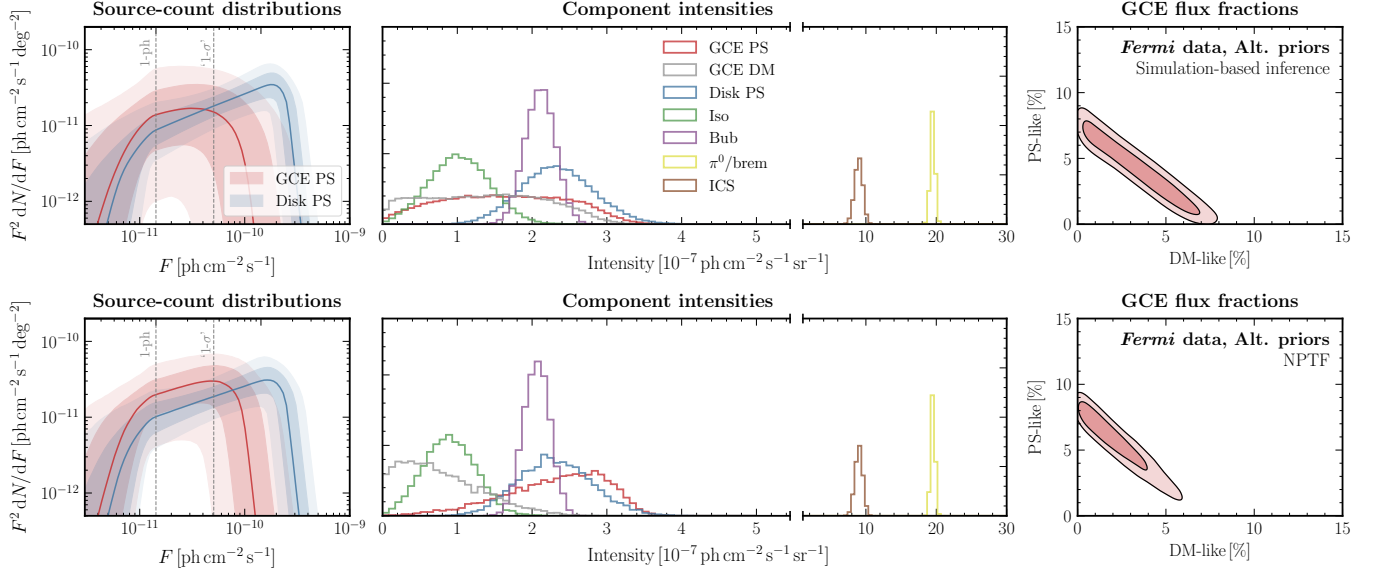 Source-count distributions
Component intensities
GCE flux fractions
F² dN/dF [ph cm⁻² s⁻¹ deg⁻²]
10⁻¹⁰
10⁻¹¹
10⁻¹²
1-ph
'1-σ'
GCE PS
Disk PS
10⁻¹¹ 10⁻¹⁰ 10⁻⁹
F [ph cm⁻² s⁻¹]
GCE PS
GCE DM
Disk PS
Iso
Bub
π⁰/brem
ICS
0 1 2 3 4 5 10 20 30
Intensity [10⁻⁷ ph cm⁻² s⁻¹ sr⁻¹]
Fermi data, Alt. priors
Simulation-based inference
PS-like [%]
15
10
5
0
0 5 10 15
DM-like [%]
Source-count distributions
Component intensities
GCE flux fractions
F² dN/dF [ph cm⁻² s⁻¹ deg⁻²]
10⁻¹⁰
10⁻¹¹
10⁻¹²
1-ph
'1-σ'
10⁻¹¹ 10⁻¹⁰ 10⁻⁹
F [ph cm⁻² s⁻¹]
0 1 2 3 4 5 10 20 30
Intensity [10⁻⁷ ph cm⁻² s⁻¹ sr⁻¹]
Fermi data, Alt. priors
NPTF
PS-like [%]
15
10
5
0
0 5 10 15
DM-like [%]